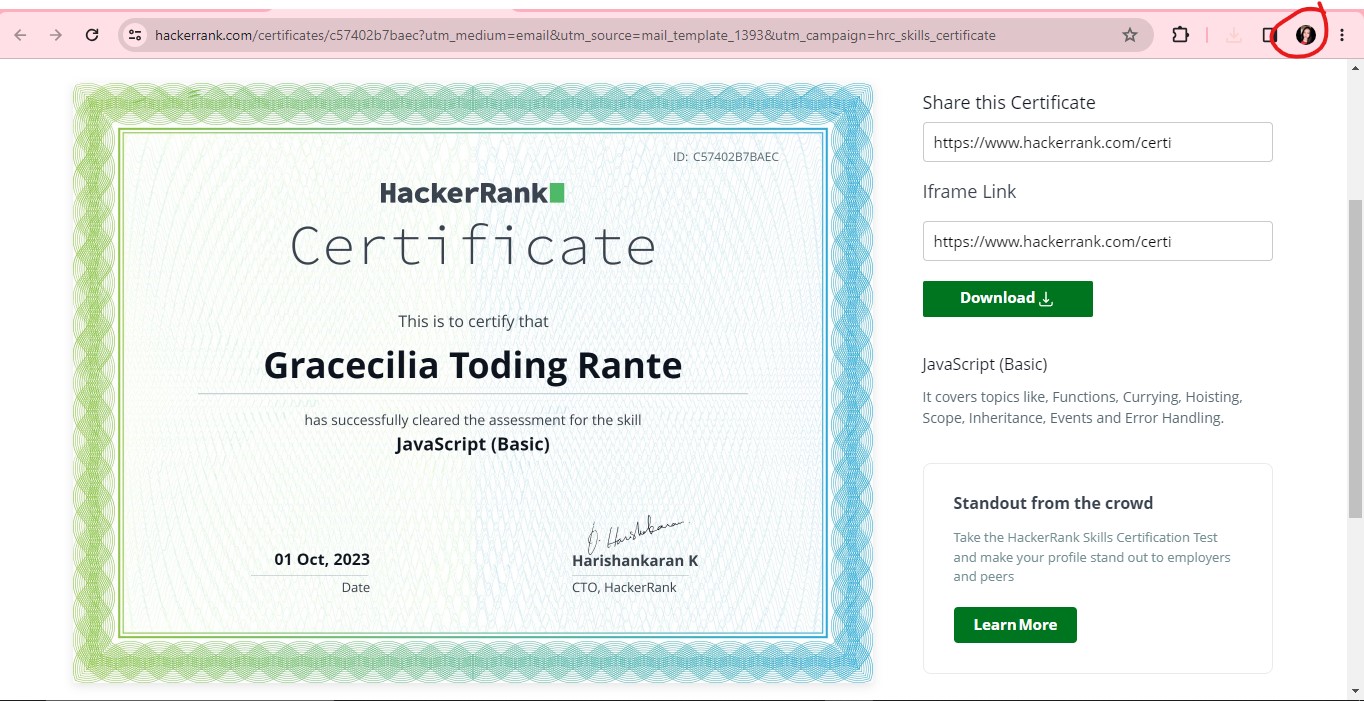 hackerrank.com/certificates/c57402b7baec?utm_medium=email&utm_source=mail_template_1393&utm_campaign=hrc_skills_certificate
ID: C57402B7BAEC
HackerRank
Certificate
This is to certify that
Gracecilia Toding Rante
has successfully cleared the assessment for the skill
JavaScript (Basic)
01 Oct, 2023
Date
Harishankaran K
CTO, HackerRank
Share this Certificate
https://www.hackerrank.com/certi
Iframe Link
https://www.hackerrank.com/certi
Download
JavaScript (Basic)
It covers topics like, Functions, Currying, Hoisting,
Scope, Inheritance, Events and Error Handling.
Standout from the crowd
Take the HackerRank Skills Certification Test
and make your profile stand out to employers
and peers
Learn More